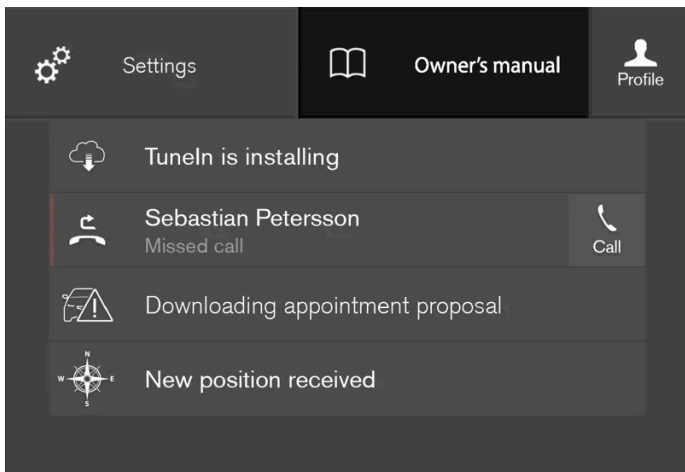 Settings
Owner's manual
Profile
TuneIn is installing
Sebastian Petersson
Missed call
Call
Downloading appointment proposal
N
W E
S
New position received